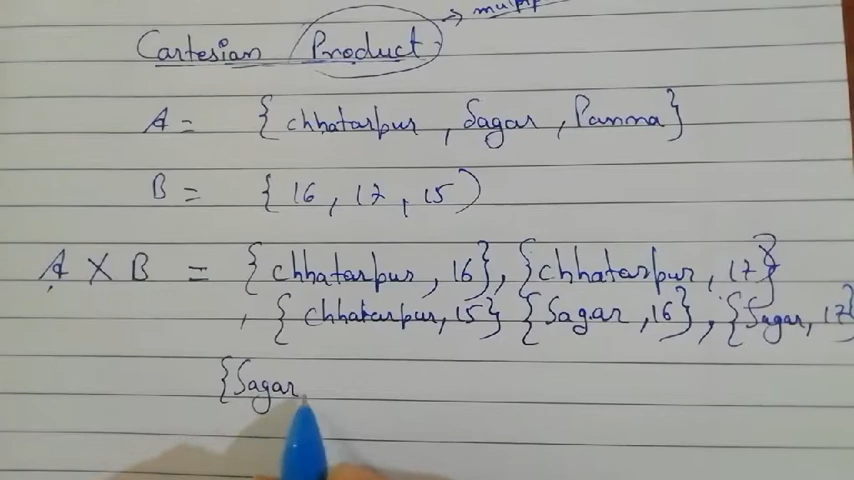 Cartesian Product →
A = { chhatarpur , Sagar , Panna }
B = { 16 , 17 , 15 )
A X B = { chhatarpur , 16 } , { chhatarpur , 17 }
, { chhatarpur , 15 } { Sagar , 16 } , { Sagar , 17 }
{ Sagar